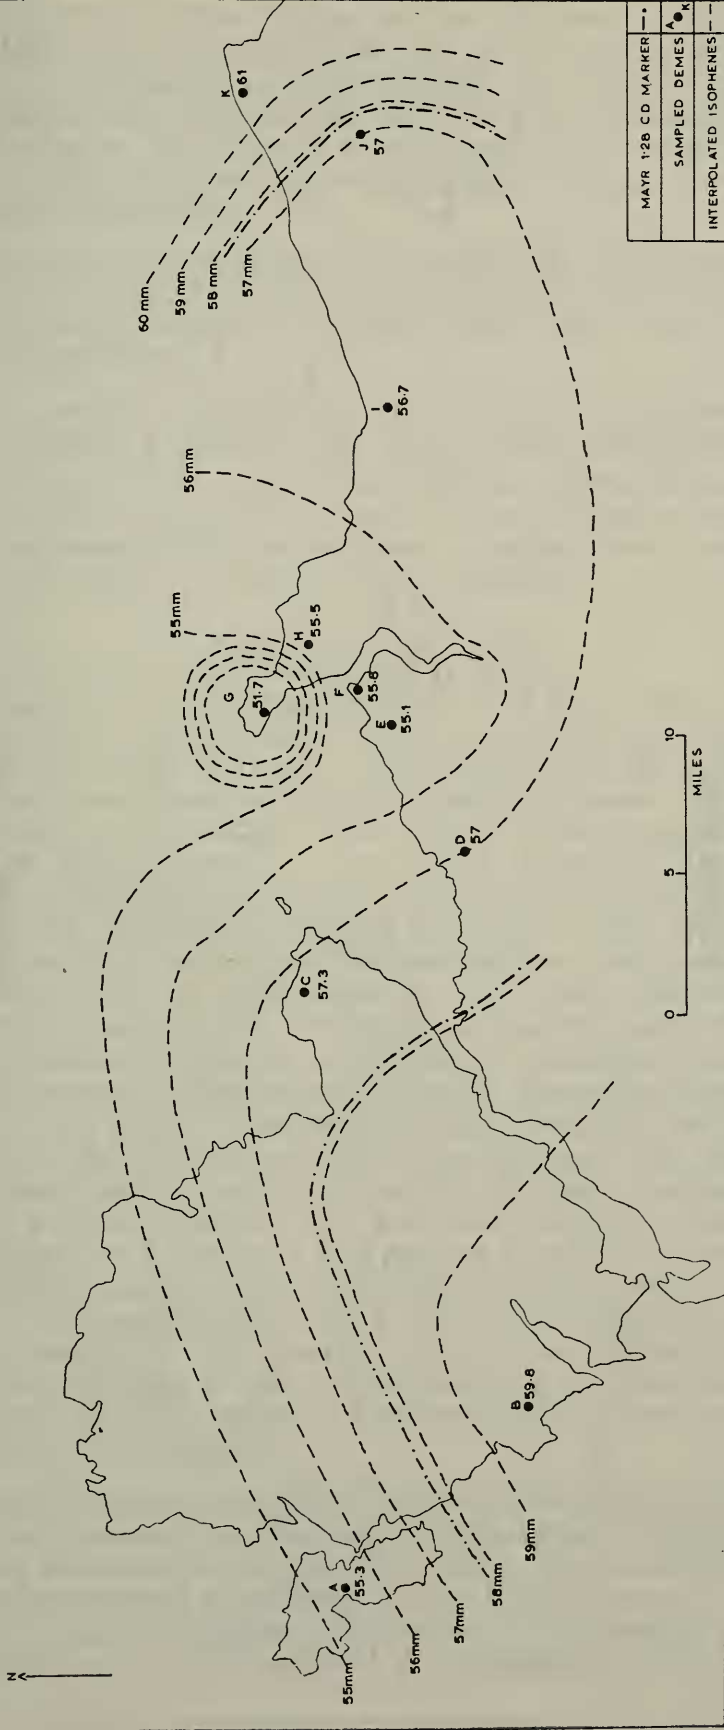 N
60 mm
59 mm
55mm
56mm
58 mm
K
61
G
57mm
51·7
H
55·5
C
57·3
A
55·3
55mm
F
55·8
J
57
E
55·1
I
56·7
56mm
57mm
D
57
58mm
B
59·8
59mm
0 5 10
MILES
MAYR 1·28 CD MARKER
SAMPLED DEMES A K
INTERPOLATED ISOPHENES